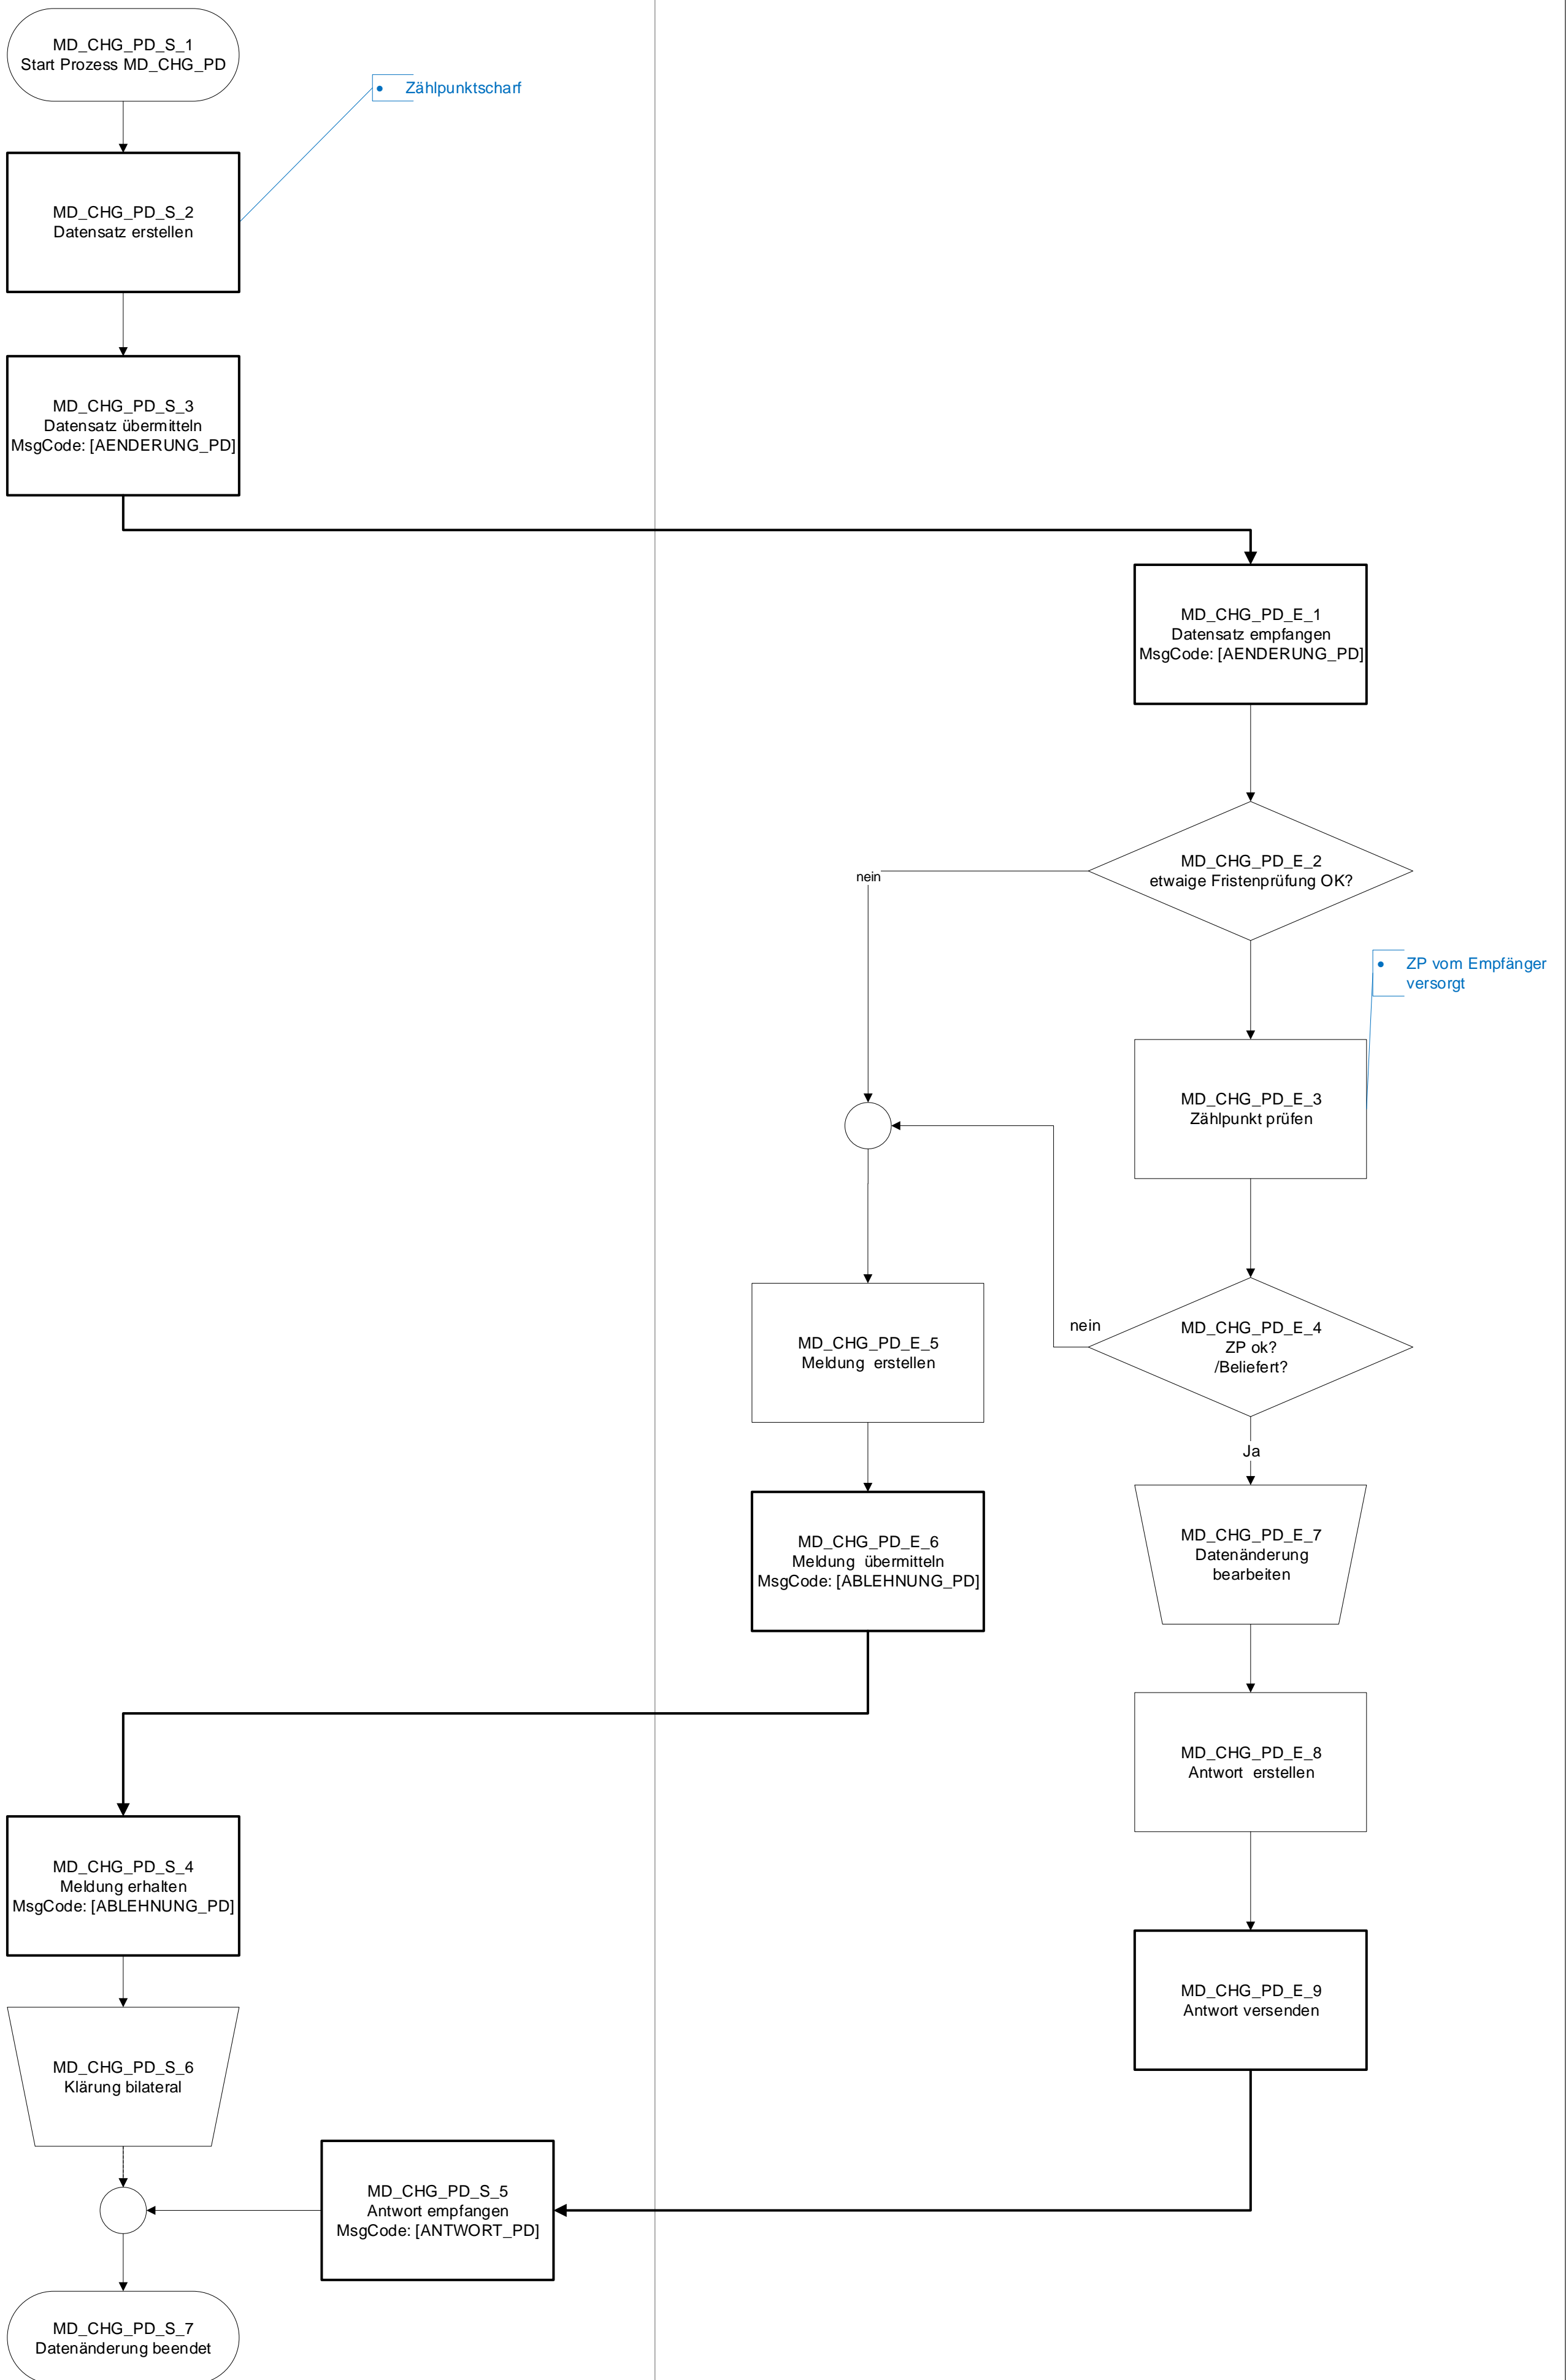 MD_CHG_PD_S_1
Start Prozess MD_CHG_PD
• Zählpunktscharf
MD_CHG_PD_S_2
Datensatz erstellen
MD_CHG_PD_S_3
Datensatz übermitteln
MsgCode: [AENDERUNG_PD]
MD_CHG_PD_E_1
Datensatz empfangen
MsgCode: [AENDERUNG_PD]
MD_CHG_PD_E_2
etwaige Fristenprüfung OK?
nein
• ZP vom Empfänger
versorgt
MD_CHG_PD_E_3
Zählpunkt prüfen
nein
MD_CHG_PD_E_4
ZP ok?
/Beliefert?
MD_CHG_PD_E_5
Meldung erstellen
Ja
MD_CHG_PD_E_6
Meldung übermitteln
MsgCode: [ABLEHNUNG_PD]
MD_CHG_PD_E_7
Datenänderung
bearbeiten
MD_CHG_PD_E_8
Antwort erstellen
MD_CHG_PD_S_4
Meldung erhalten
MsgCode: [ABLEHNUNG_PD]
MD_CHG_PD_E_9
Antwort versenden
MD_CHG_PD_S_6
Klärung bilateral
MD_CHG_PD_S_5
Antwort empfangen
MsgCode: [ANTWORT_PD]
MD_CHG_PD_S_7
Datenänderung beendet